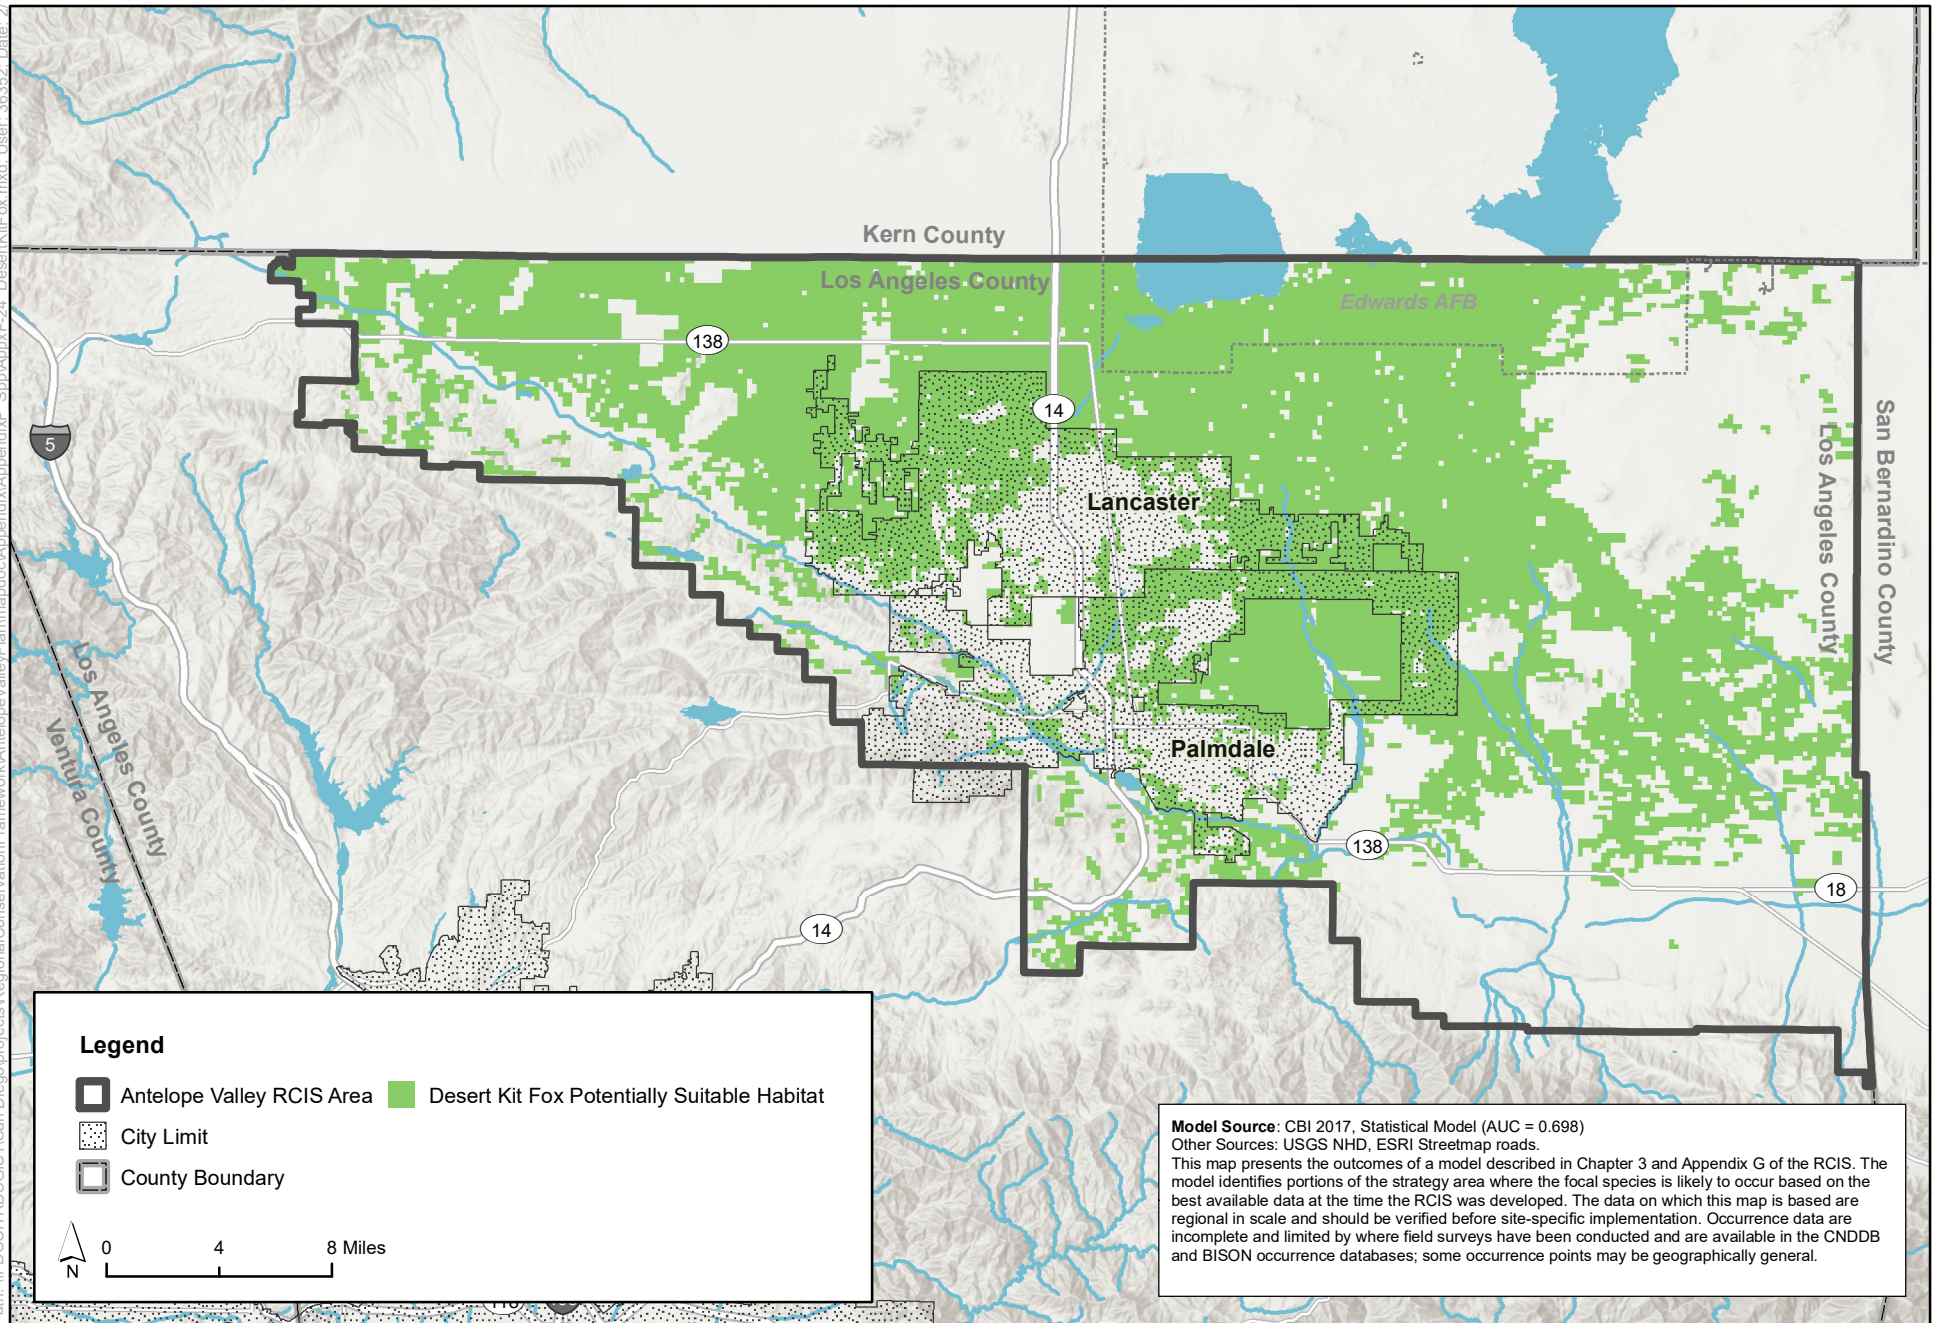 Kern County
Los Angeles County
Edwards AFB
138
14
5
Lancaster
San Bernardino County
Los Angeles County
Los Angeles County
Ventura County
Palmdale
138
18
14
Legend
Antelope Valley RCIS Area
Desert Kit Fox Potentially Suitable Habitat
City Limit
County Boundary
N
0 4 8 Miles
Model Source: CBI 2017, Statistical Model (AUC = 0.698)
Other Sources: USGS NHD, ESRI Streetmap roads.
This map presents the outcomes of a model described in Chapter 3 and Appendix G of the RCIS. The
model identifies portions of the strategy area where the focal species is likely to occur based on the
best available data at the time the RCIS was developed. The data on which this map is based are
regional in scale and should be verified before site-specific implementation. Occurrence data are
incomplete and limited by where field surveys have been conducted and are available in the CNDDB
and BISON occurrence databases; some occurrence points may be geographically general.